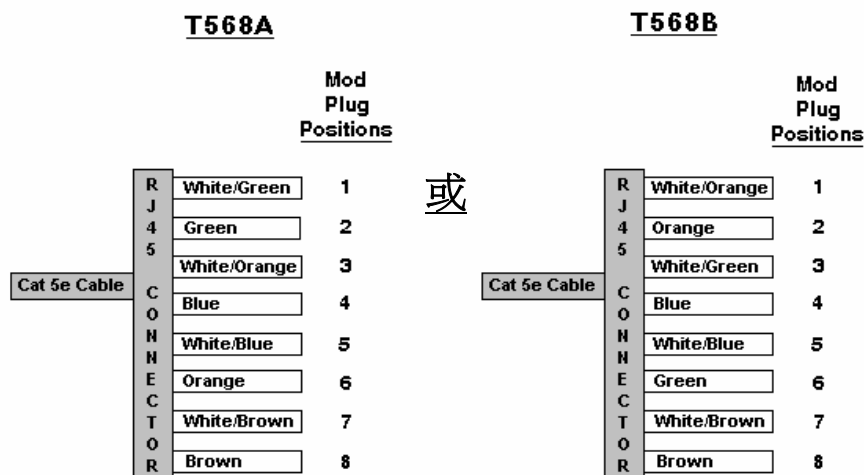 T568A
Mod
Plug
Positions
RJ45 CONNECTOR
Cat 5e Cable
White/Green 1
Green 2
White/Orange 3
Blue 4
White/Blue 5
Orange 6
White/Brown 7
Brown 8
或
T568B
Mod
Plug
Positions
RJ45 CONNECTOR
Cat 5e Cable
White/Orange 1
Orange 2
White/Green 3
Blue 4
White/Blue 5
Green 6
White/Brown 7
Brown 8